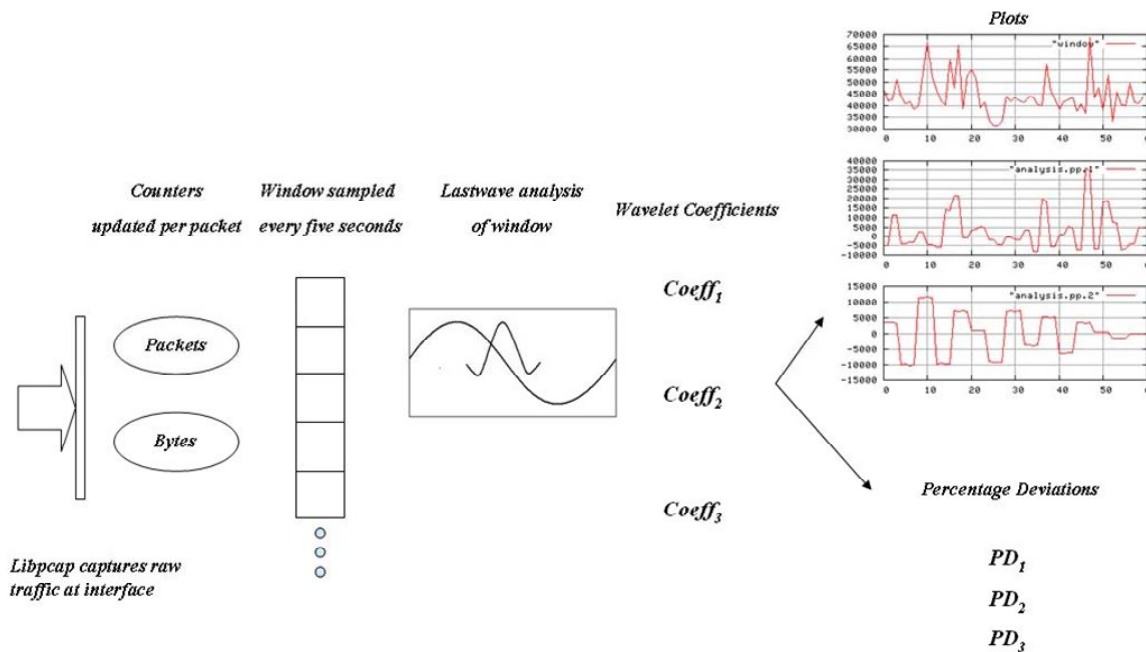 Plots
70000
65000
60000
55000
50000
45000
40000
35000
30000
"window"
0 10 20 30 40 50
40000
35000
30000
25000
20000
15000
10000
5000
0
-5000
-10000
"analysis.pp.1"
0 10 20 30 40 50
15000
10000
5000
0
-5000
-10000
-15000
"analysis.pp.2"
0 10 20 30 40 50
Counters
updated per packet
Window sampled
every five seconds
Lastwave analysis
of window
Wavelet Coefficients
Packets
Bytes
Coeff1
Coeff2
Coeff3
Libpcap captures raw
traffic at interface
Percentage Deviations
PD1
PD2
PD3